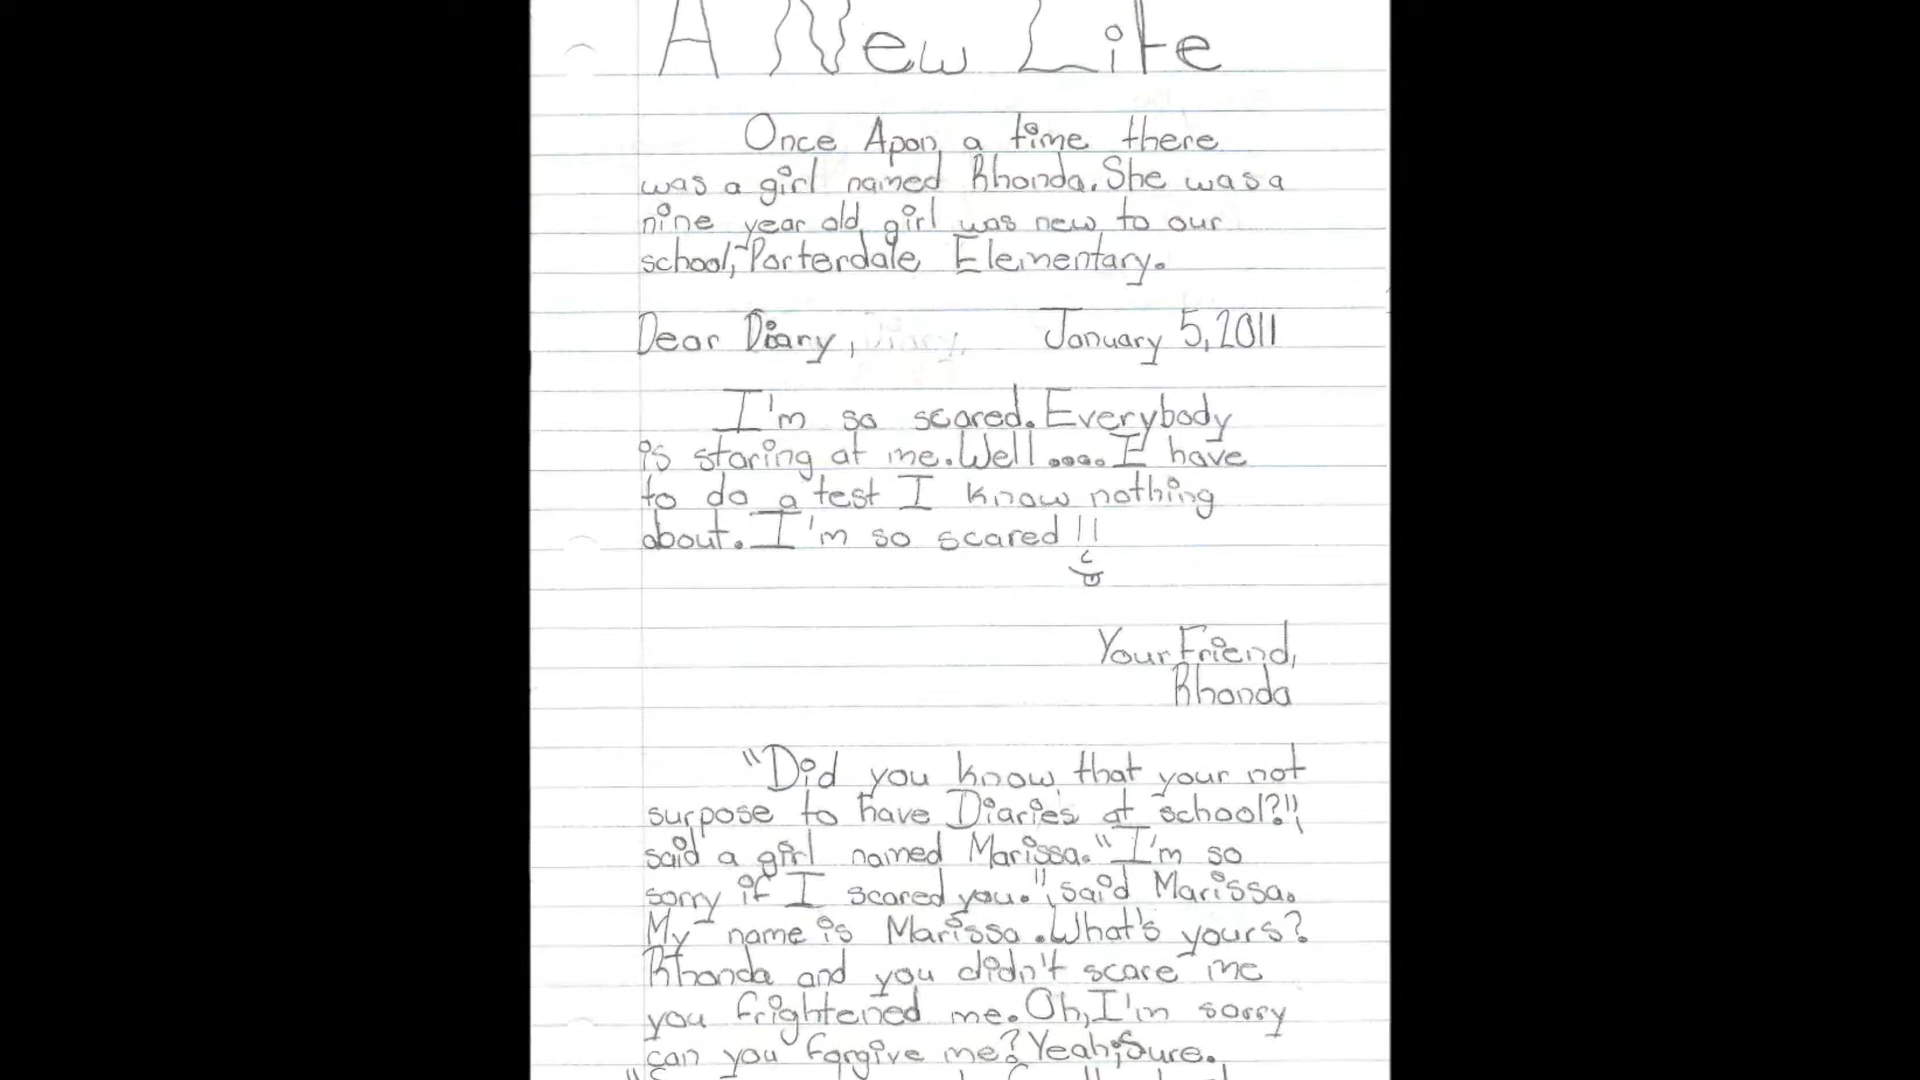 A New Life
Once Apon a time there
was a girl named Rhonda. She was a
nine year old girl was new to our
school, Porterdale Elementary.
Dear Diary, Diary, January 5, 2011
I'm so scared. Everybody
is staring at me. Well .... I have
to do a test I know nothing
about. I'm so scared !!
Your Friend,
Rhonda
"Did you know that your not
surpose to have Diaries at school?",
said a girl named Marissa. "I'm so
sorry if I scared you.", said Marissa.
My name is Marissa. What's yours?
Rhonda and you didn't scare me
you frightened me. Oh, I'm sorry
can you forgive me? Yeah, Sure.